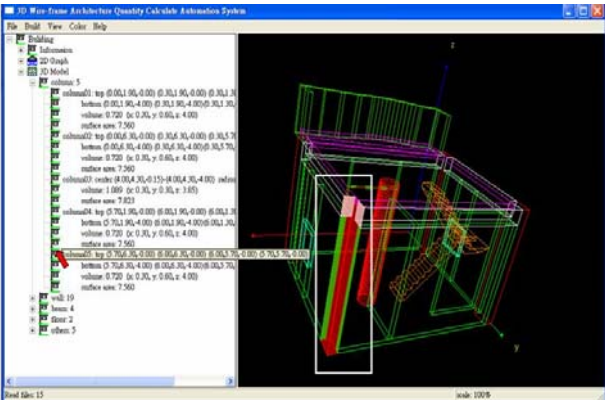 3D Wire-frame Architecture Quantity Calculate Automation System
File Build View Color Help
Building
Information
2D Graph
3D Model
column: 5
column01: top (0.00,1.90,-0.00) (0.30,1.90,-0.00) (0.30,1.3
bottom (0.00,1.90,-4.00) (0.30,1.90,-4.00)(0.30,1.30,
volume: 0.720 (x: 0.30, y: 0.60, z: 4.00)
surface area: 7.560
column02: top (0.00,6.30,-0.00) (0.30,6.30,-0.00) (0.30,5.7
bottom (0.00,6.30,-4.00) (0.30,6.30,-4.00)(0.30,5.70,
volume: 0.720 (x: 0.30, y: 0.60, z: 4.00)
surface area: 7.560
column03: center (4.00,4.30,-0.15)-(4.00,4.30,-4.00) radius
volume: 1.089 (x: 0.30, y: 0.30, z: 3.85)
surface area: 7.823
column04: top (5.70,1.90,-0.00) (6.00,1.90,-0.00) (6.00,1.3
bottom (5.70,1.90,-4.00) (6.00,1.90,-4.00)(6.00,1.30,
volume: 0.720 (x: 0.30, y: 0.60, z: 4.00)
surface area: 7.560
column05: top (5.70,6.30,-0.00) (6.00,6.30,-0.00) (6.00,5.70,-0.00) (5.70,5.70,-0.00)
bottom (5.70,6.30,-4.00) (6.00,6.30,-4.00)(6.00,5.70,
volume: 0.720 (x: 0.30, y: 0.60, z: 4.00)
surface area: 7.560
wall: 19
beam: 4
floor: 2
others: 5
z
y
Read files: 15
scale: 100%